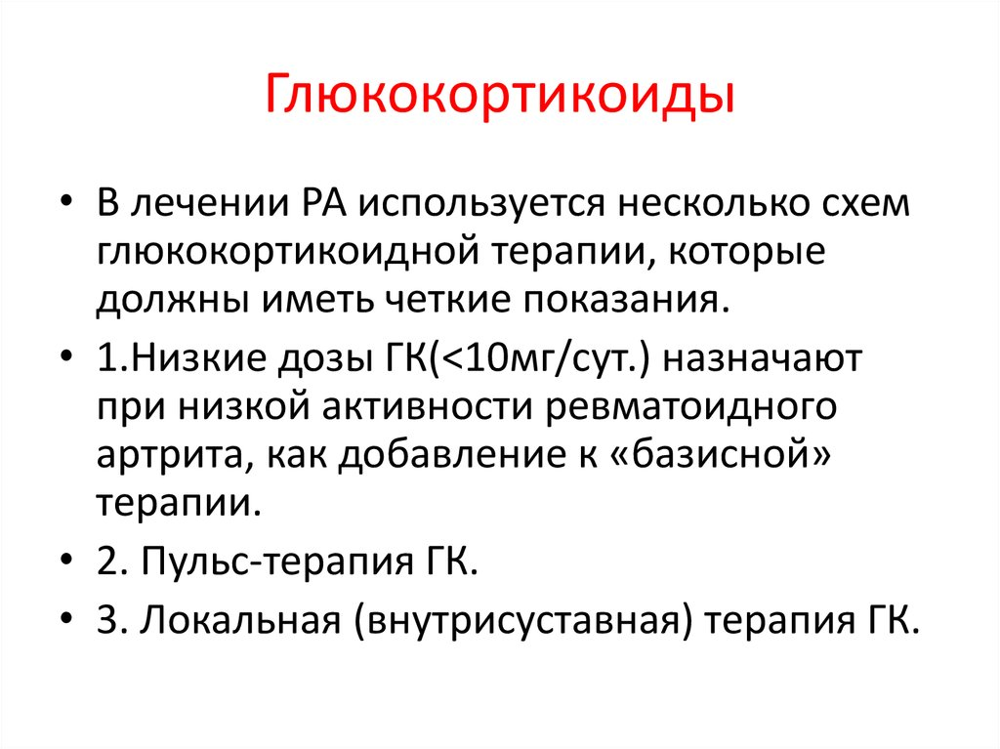 Глюкокортикоиды
• В лечении РА используется несколько схем
глюкокортикоидной терапии, которые
должны иметь четкие показания.
• 1.Низкие дозы ГК(<10мг/сут.) назначают
при низкой активности ревматоидного
артрита, как добавление к «базисной»
терапии.
• 2. Пульс-терапия ГК.
• 3. Локальная (внутрисуставная) терапия ГК.